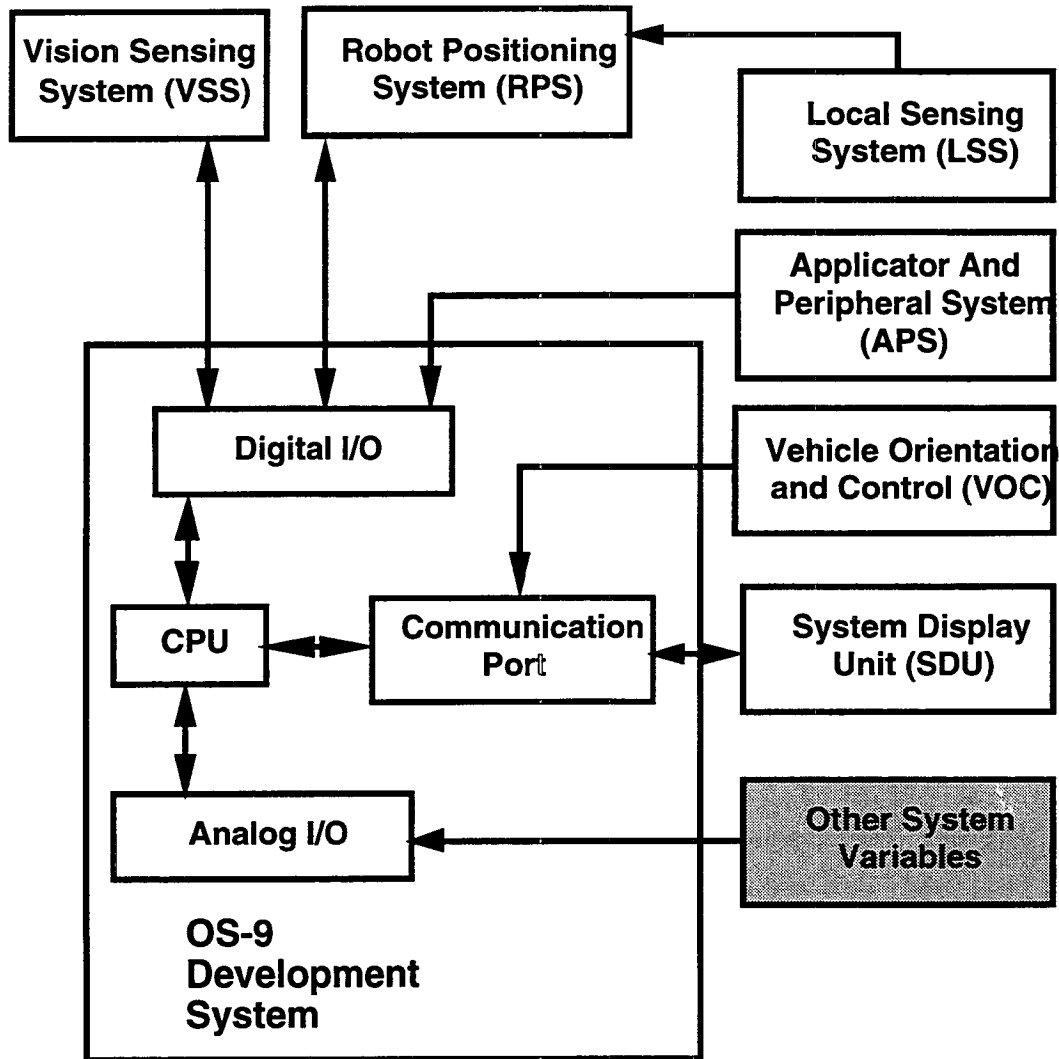 Vision Sensing
System (VSS)
Robot Positioning
System (RPS)
Local Sensing
System (LSS)
Applicator And
Peripheral System
(APS)
Digital I/O
Vehicle Orientation
and Control (VOC)
CPU
Communication
Port
System Display
Unit (SDU)
Analog I/O
Other System
Variables
OS-9
Development
System